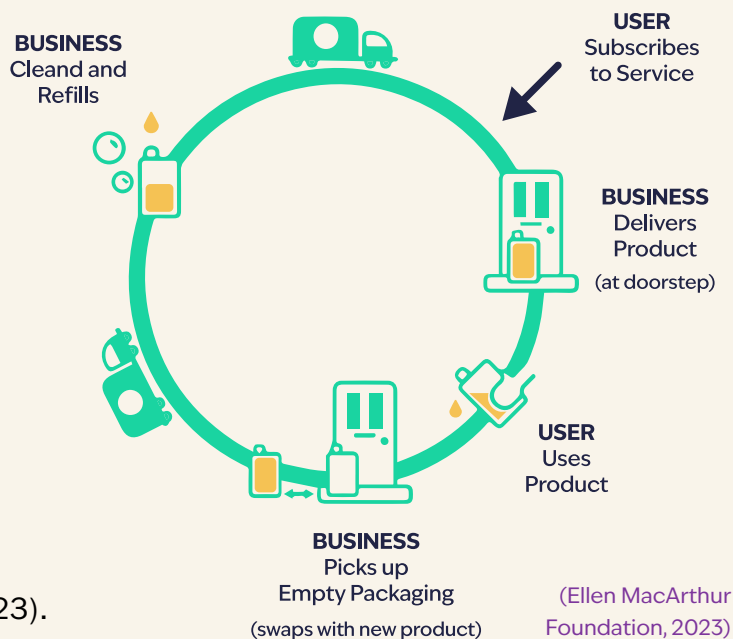 BUSINESS
Cleand and
Refills
USER
Subscribes
to Service
BUSINESS
Delivers
Product
(at doorstep)
USER
Uses
Product
BUSINESS
Picks up
Empty Packaging
(swaps with new product)
23).
(Ellen MacArthur
Foundation, 2023)